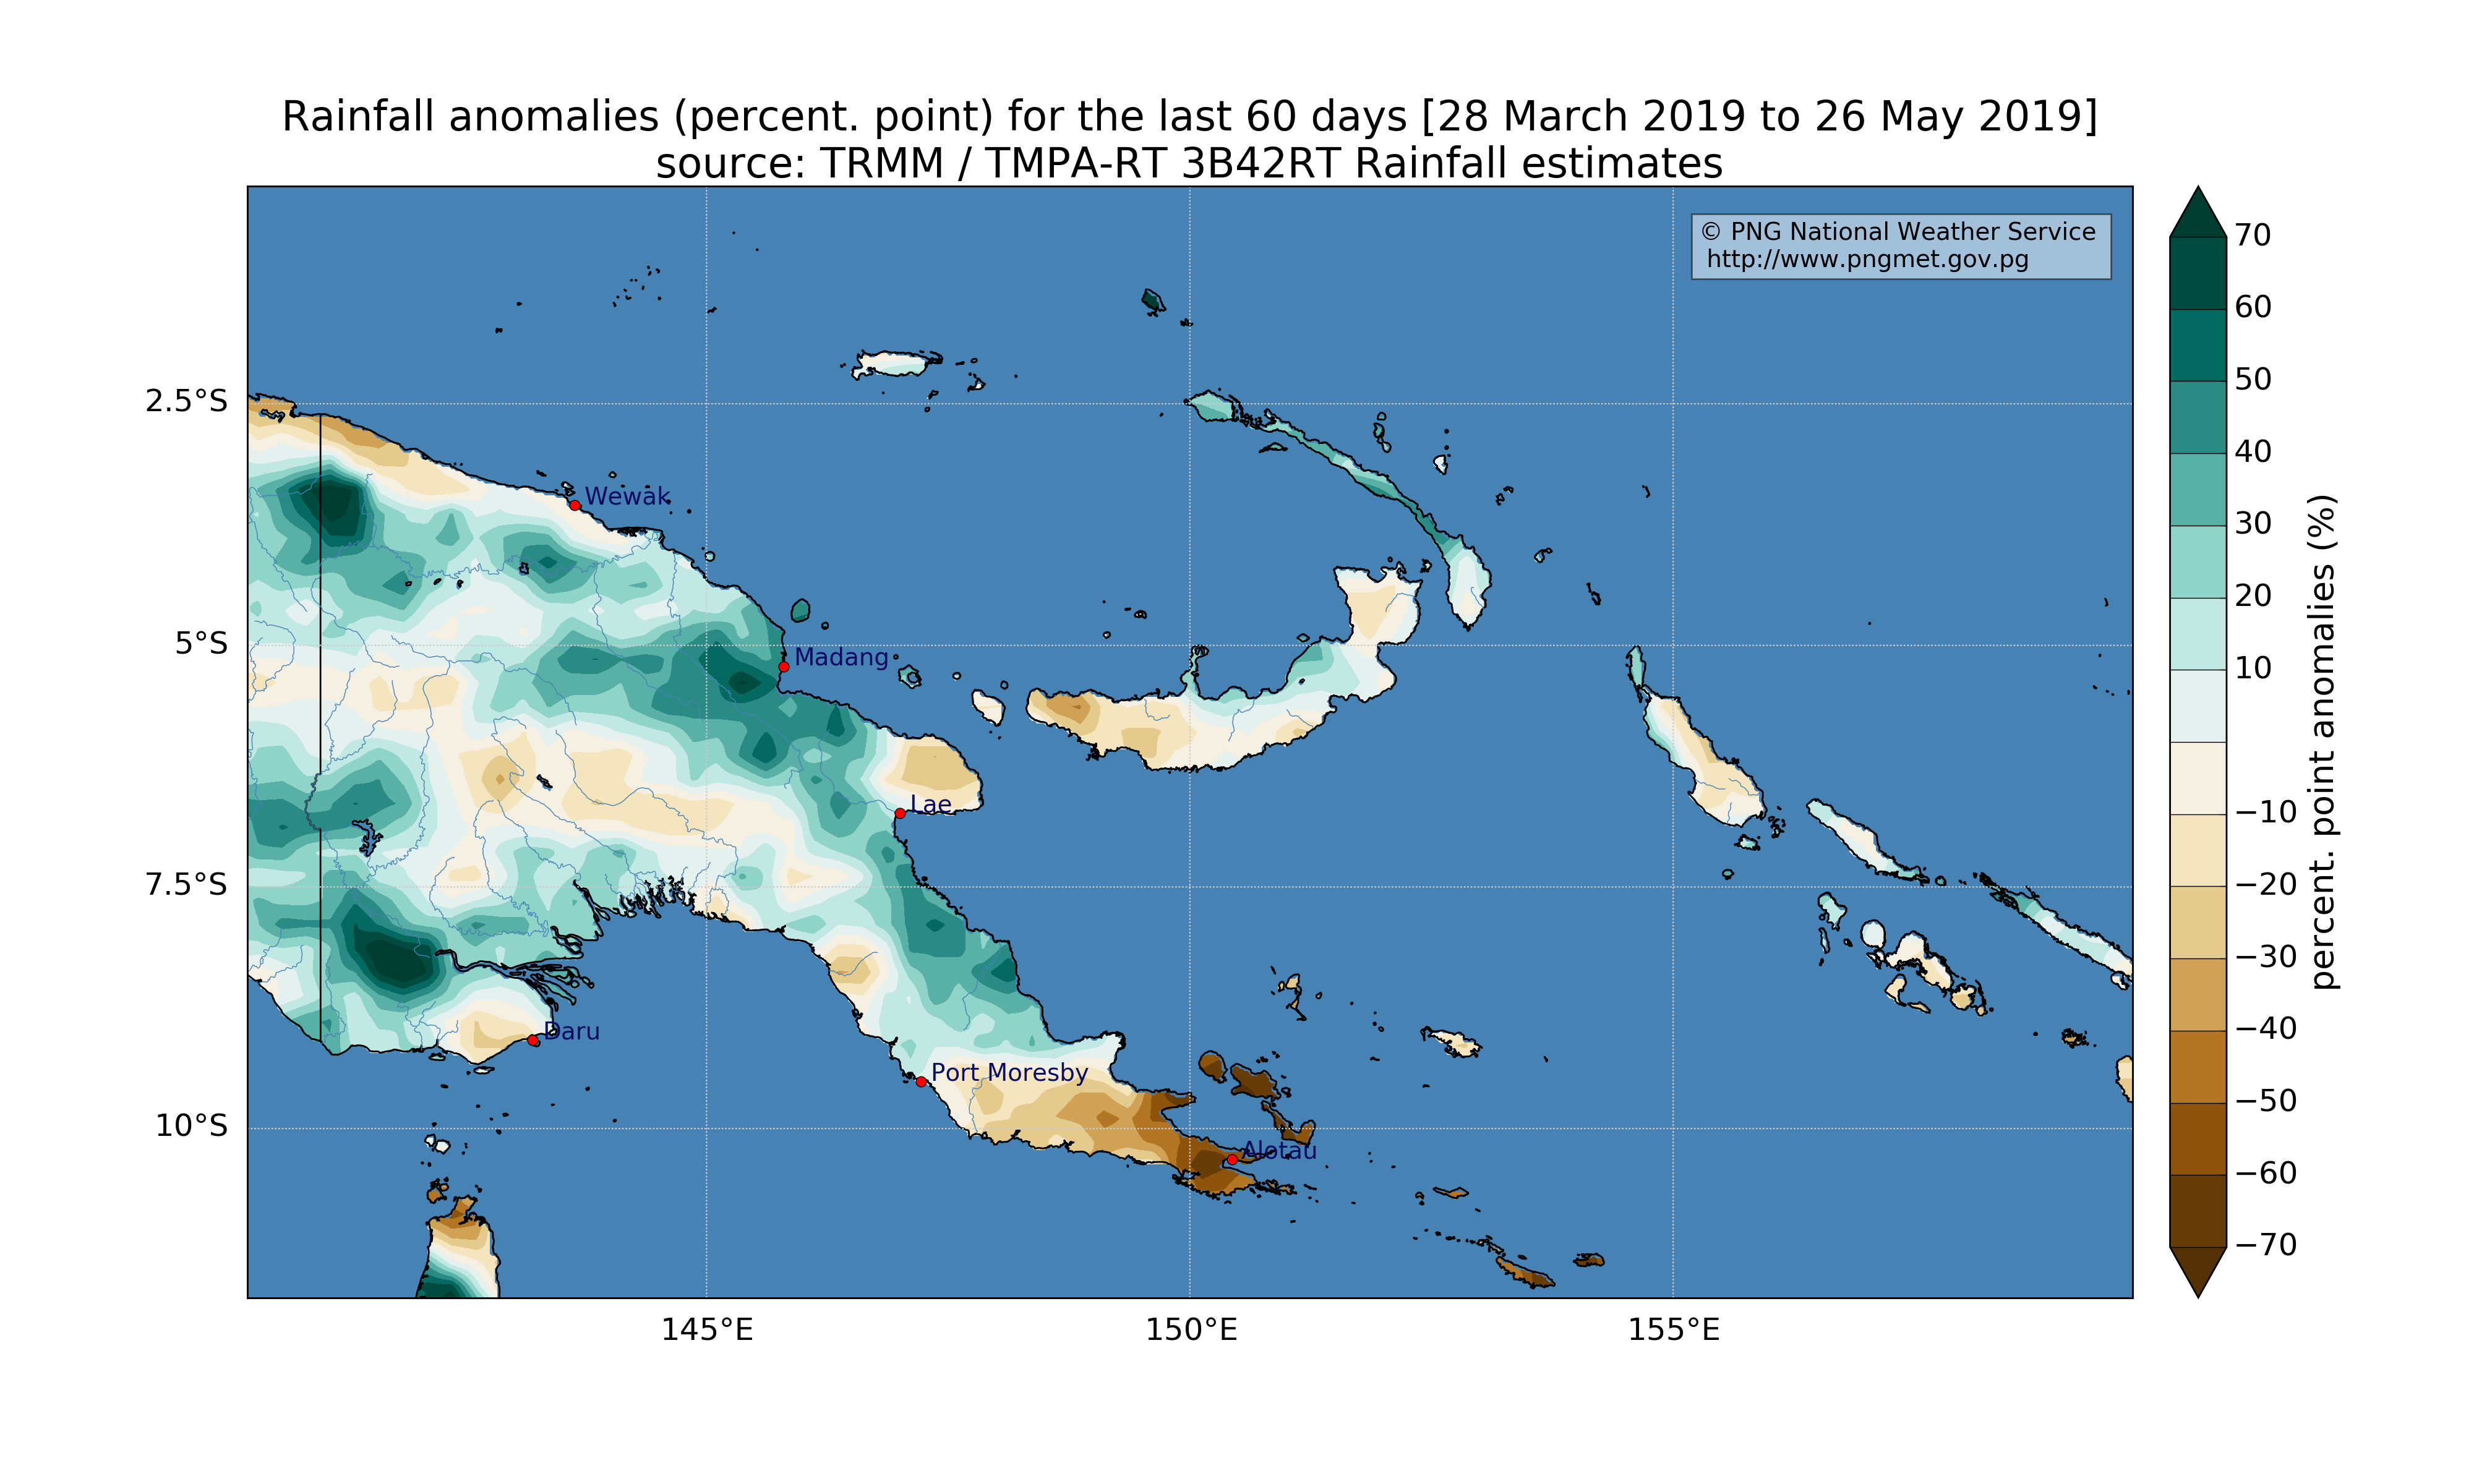 Rainfall anomalies (percent. point) for the last 60 days [28 March 2019 to 26 May 2019]
source: TRMM / TMPA-RT 3B42RT Rainfall estimates
© PNG National Weather Service
http://www.pngmet.gov.pg
2.5°S
5°S
7.5°S
10°S
145°E
150°E
155°E
Wewak
Madang
Lae
Daru
Port Moresby
Alotau
70
60
50
40
30
20
10
−10
−20
−30
−40
−50
−60
−70
percent. point anomalies (%)